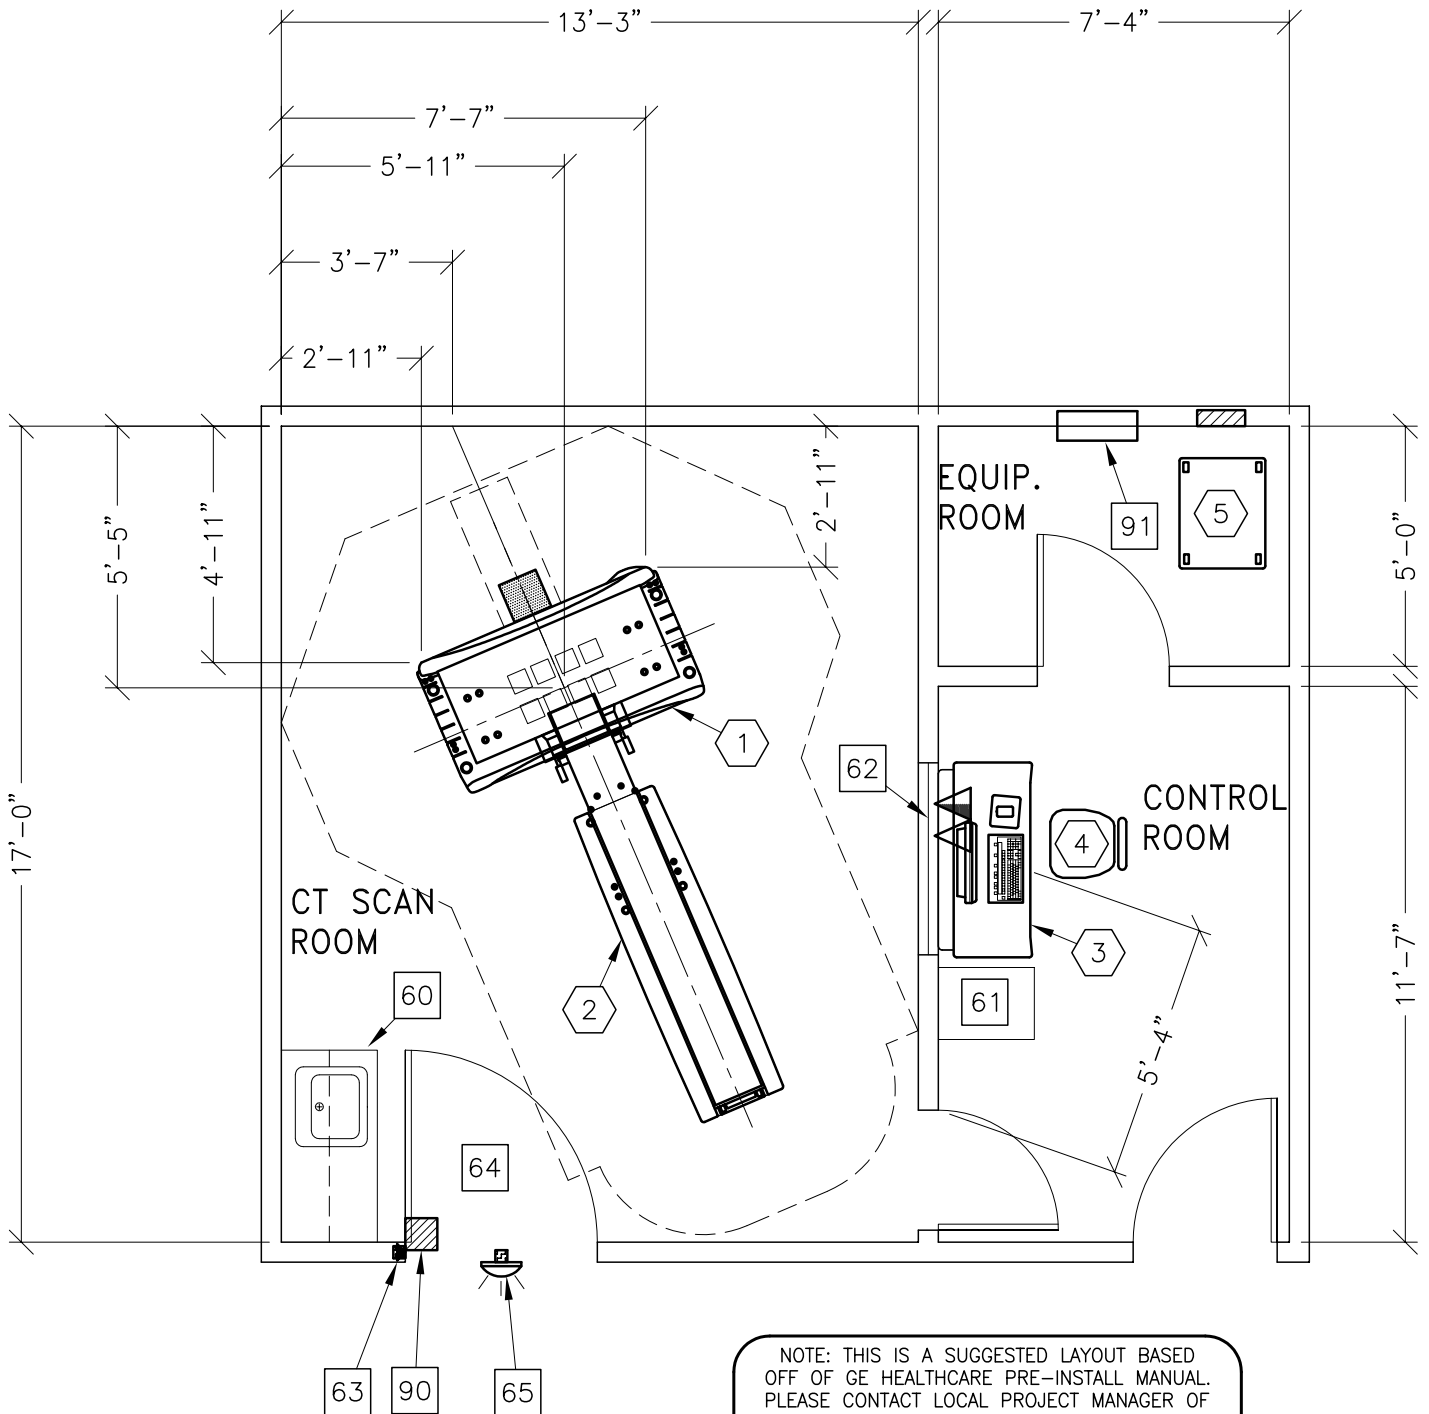 13'-3"
7'-4"
7'-7"
5'-11"
3'-7"
2'-11"
5'-5"
4'-11"
2'-11"
EQUIP.
ROOM
91
5
5'-0"
1
62
CONTROL
ROOM
4
17'-0"
CT SCAN
ROOM
3
11'-7"
60
2
61
5'-4"
64
63
90
65
NOTE: THIS IS A SUGGESTED LAYOUT BASED
OFF OF GE HEALTHCARE PRE-INSTALL MANUAL.
PLEASE CONTACT LOCAL PROJECT MANAGER OF